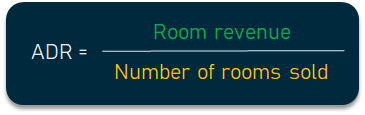 Room revenue
ADR =
Number of rooms sold